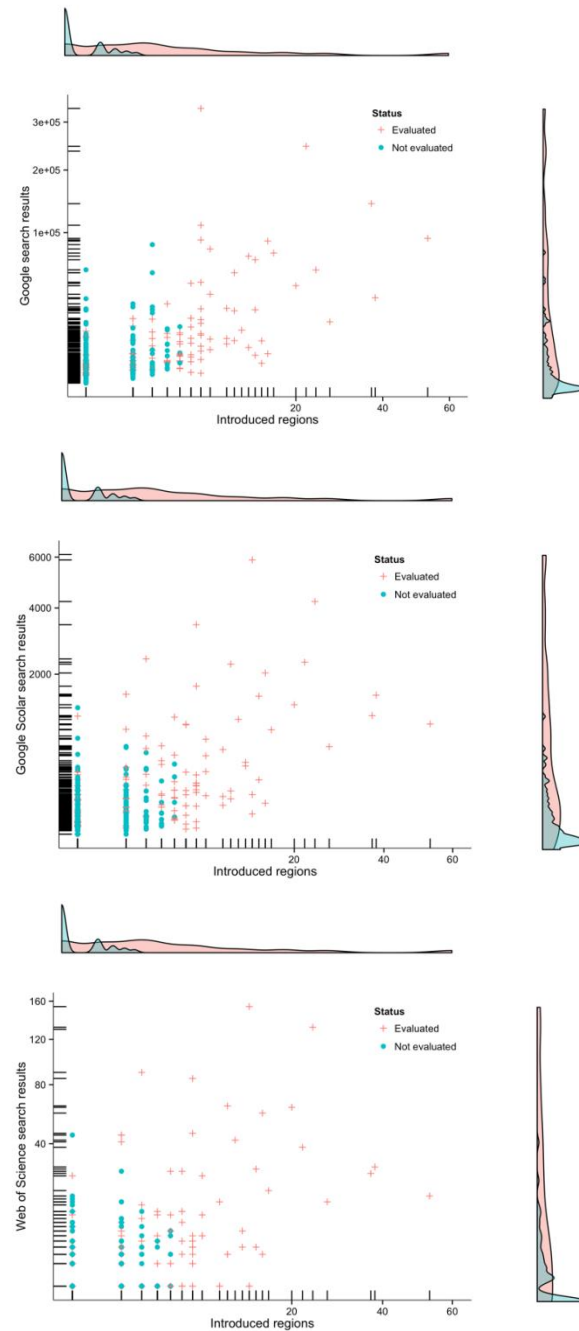 Status
3e+05
Evaluated
Not evaluated
2e+05
1e+05
Google search results
20
40
60
Introduced regions
Status
6000
Evaluated
Not evaluated
4000
2000
Google Scolar search results
20
40
60
Introduced regions
160
Status
Evaluated
120
Not evaluated
80
40
Web of Science search results
20
40
60
Introduced regions